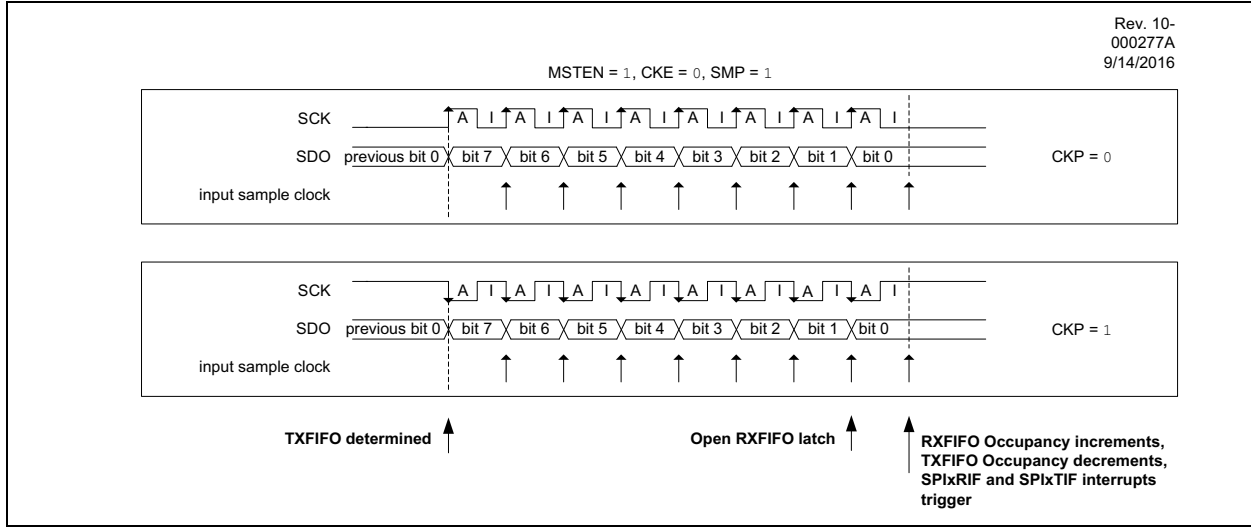 Rev. 10-
000277A
9/14/2016
MSTEN = 1, CKE = 0, SMP = 1
SCK A I A I A I A I A I A I A I A I
SDO previous bit 0 bit 7 bit 6 bit 5 bit 4 bit 3 bit 2 bit 1 bit 0 CKP = 0
input sample clock
SCK A I A I A I A I A I A I A I A I
SDO previous bit 0 bit 7 bit 6 bit 5 bit 4 bit 3 bit 2 bit 1 bit 0 CKP = 1
input sample clock
TXFIFO determined
Open RXFIFO latch
RXFIFO Occupancy increments,
TXFIFO Occupancy decrements,
SPIxRIF and SPIxTIF interrupts
trigger